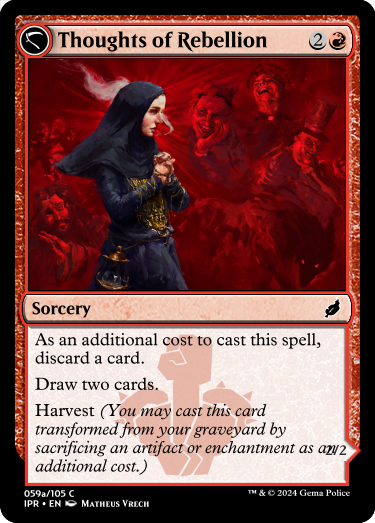 Thoughts of Rebellion 2
Sorcery
As an additional cost to cast this spell,
discard a card.
Draw two cards.
Harvest (You may cast this card
transformed from your graveyard by
sacrificing an artifact or enchantment as an
additional cost.)
2/2
059a/105 C
IPR • EN Matheus Vrech
™ & © 2024 Gema Police